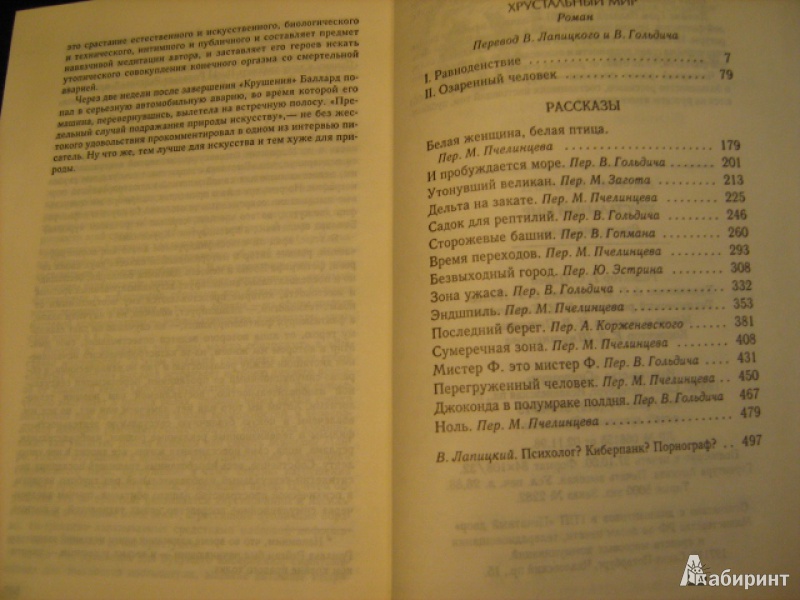 это срастание естественного и искусственного, биологического
и технического, интимного и публичного и составляет предмет
навязчивой медитации автора, и заставляет его героев искать
утопического совокупления конечного оргазма со смертельной
аварией.
Через две недели после завершения «Крушения» Баллард по-
пал в серьезную автомобильную аварию, во время которой его
машина, перевернувшись, вылетела на встречную полосу. «Пре-
дельный случай подражания природы искусству»,— не без жес-
токого удовольствия прокомментировал в одном из интервью пи-
сатель. Ну что же, тем лучше для искусства и тем хуже для при-
роды.
ХРУСТАЛЬНЫЙ МИР
Роман
Перевод В. Лапицкого и В. Гольдича
I. Равноденствие . . . 7
II. Озаренный человек . . . 79
РАССКАЗЫ
Белая женщина, белая птица.
Пер. М. Пчелинцева . . . 179
И пробуждается море. Пер. В. Гольдича . . . 201
Утонувший великан. Пер. М. Загота . . . 213
Дельта на закате. Пер. М. Пчелинцева . . . 225
Садок для рептилий. Пер. В. Гольдича . . . 246
Сторожевые башни. Пер. В. Гопмана . . . 260
Время переходов. Пер. М. Пчелинцева . . . 293
Безвыходный город. Пер. Ю. Эстрина . . . 308
Зона ужаса. Пер. В. Гольдича . . . 332
Эндшпиль. Пер. М. Пчелинцева . . . 353
Последний берег. Пер. А. Корженевского . . . 381
Сумеречная зона. Пер. М. Пчелинцева . . . 408
Мистер Ф. это мистер Ф. Пер. В. Гольдича . . . 431
Перегруженный человек. Пер. М. Пчелинцева . . . 450
Джоконда в полумраке полдня. Пер. В. Гольдича 467
Ноль. Пер. М. Пчелинцева . . . 479
В. Лапицкий. Психолог? Киберпанк? Порнограф? . . 497
Лабиринт.ру